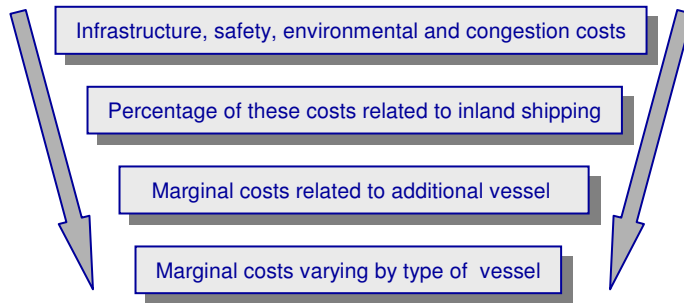 Infrastructure, safety, environmental and congestion costs
Percentage of these costs related to inland shipping
Marginal costs related to additional vessel
Marginal costs varying by type of vessel